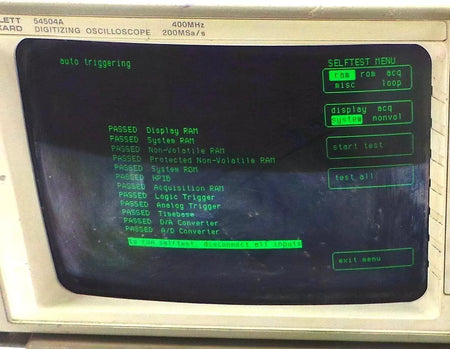 LETT 54504A 400MHz
KARD DIGITIZING OSCILLOSCOPE 200MSa/s
auto triggering
SELFTEST MENU
ram rom acq
misc loop
display acq
system nonvol
start test
test all
PASSED Display RAM
PASSED System RAM
PASSED Non-Volatile RAM
PASSED Protected Non-Volatile RAM
PASSED System ROM
PASSED HPIB
PASSED Acquisition RAM
PASSED Logic Trigger
PASSED Analog Trigger
PASSED Timebase
PASSED D/A Converter
PASSED A/D Converter
to run selftest, disconnect all inputs
exit menu